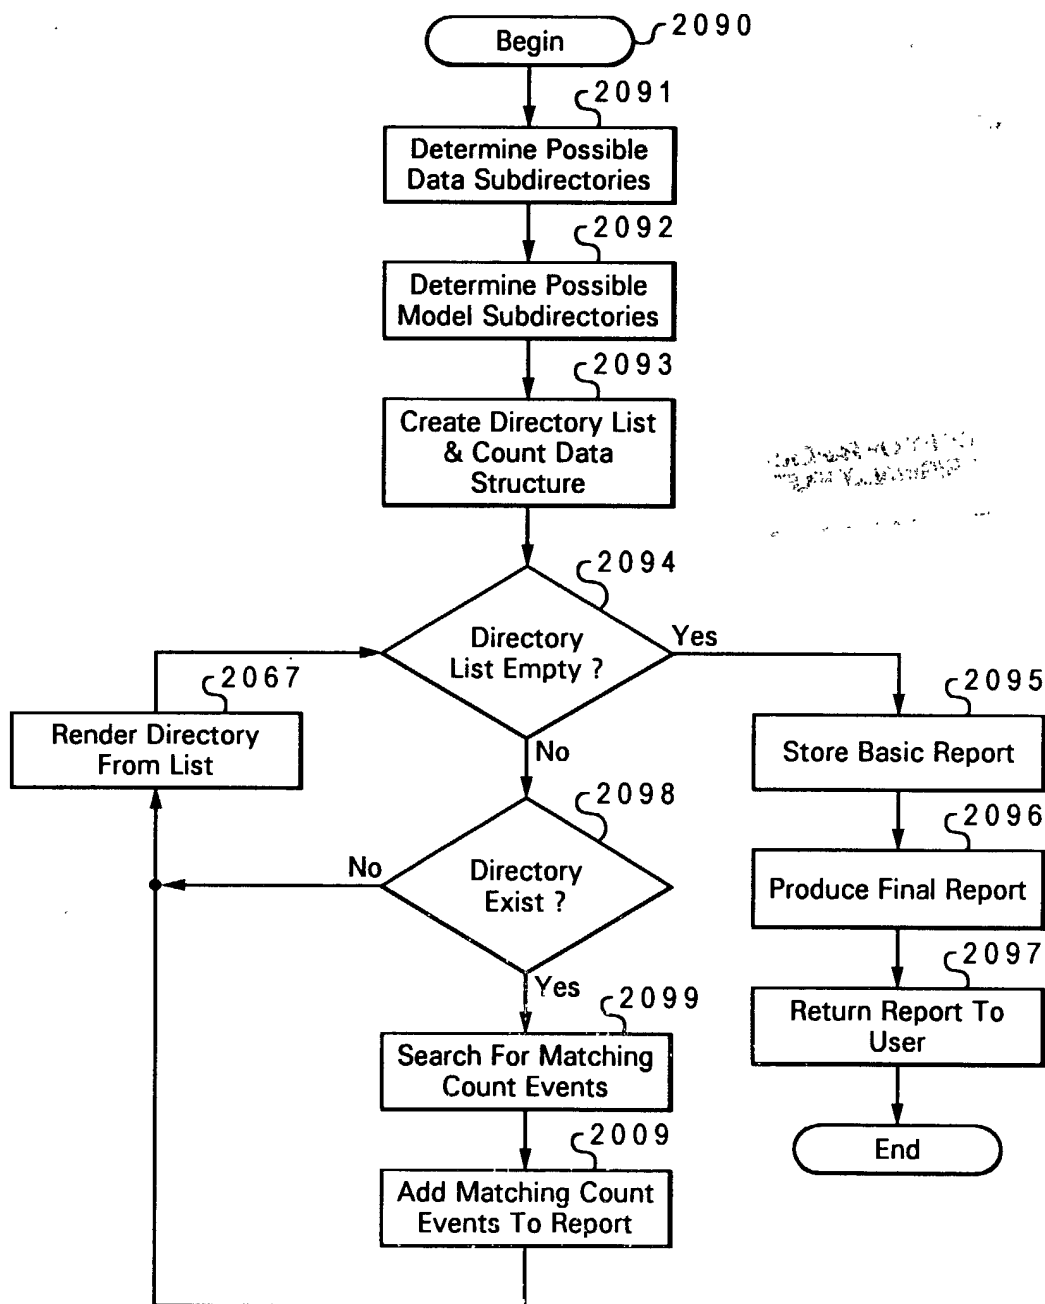 Begin
2090
2091
Determine Possible
Data Subdirectories
2092
Determine Possible
Model Subdirectories
2093
Create Directory List
& Count Data
Structure
2094
Directory
List Empty ?
Yes
No
2067
Render Directory
From List
2098
Directory
Exist ?
No
Yes
2099
Search For Matching
Count Events
2009
Add Matching Count
Events To Report
2095
Store Basic Report
2096
Produce Final Report
2097
Return Report To
User
End